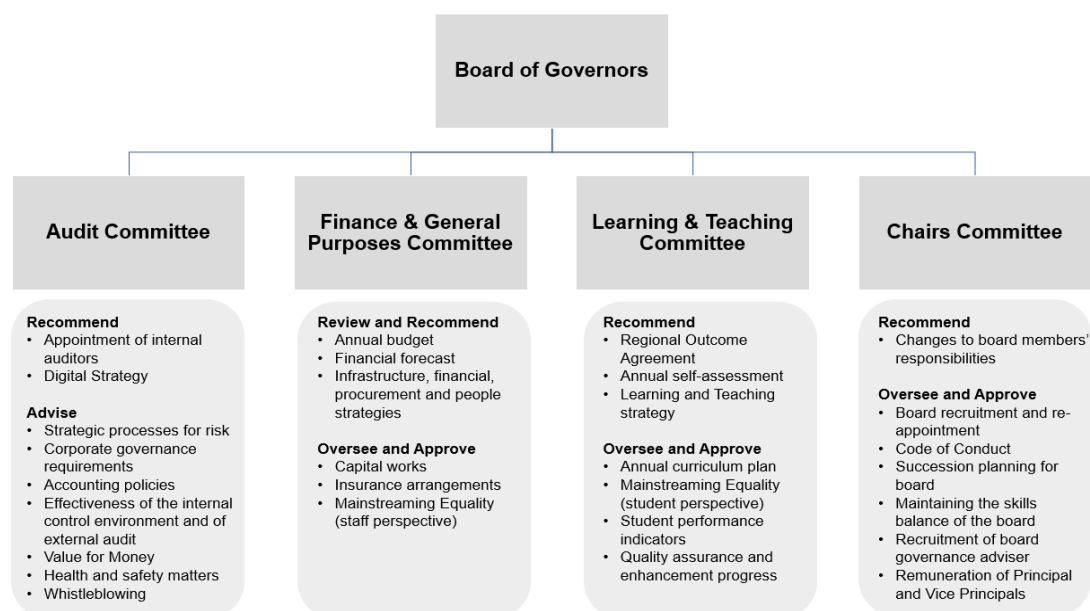 Board of Governors
Audit Committee
Finance & General
Purposes Committee
Learning & Teaching
Committee
Chairs Committee
Recommend
• Appointment of internal
auditors
• Digital Strategy
Advise
• Strategic processes for risk
• Corporate governance
requirements
• Accounting policies
• Effectiveness of the internal
control environment and of
external audit
• Value for Money
• Health and safety matters
• Whistleblowing
Review and Recommend
• Annual budget
• Financial forecast
• Infrastructure, financial,
procurement and people
strategies
Oversee and Approve
• Capital works
• Insurance arrangements
• Mainstreaming Equality
(staff perspective)
Recommend
• Regional Outcome
Agreement
• Annual self-assessment
• Learning and Teaching
strategy
Oversee and Approve
• Annual curriculum plan
• Mainstreaming Equality
(student perspective)
• Student performance
indicators
• Quality assurance and
enhancement progress
Recommend
• Changes to board members’
responsibilities
Oversee and Approve
• Board recruitment and re-
appointment
• Code of Conduct
• Succession planning for
board
• Maintaining the skills
balance of the board
• Recruitment of board
governance adviser
• Remuneration of Principal
and Vice Principals